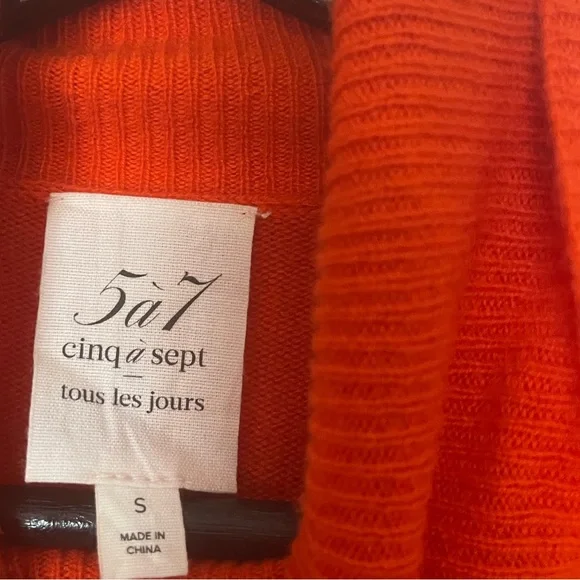 5à7
cinq à sept
tous les jours
S
MADE IN
CHINA